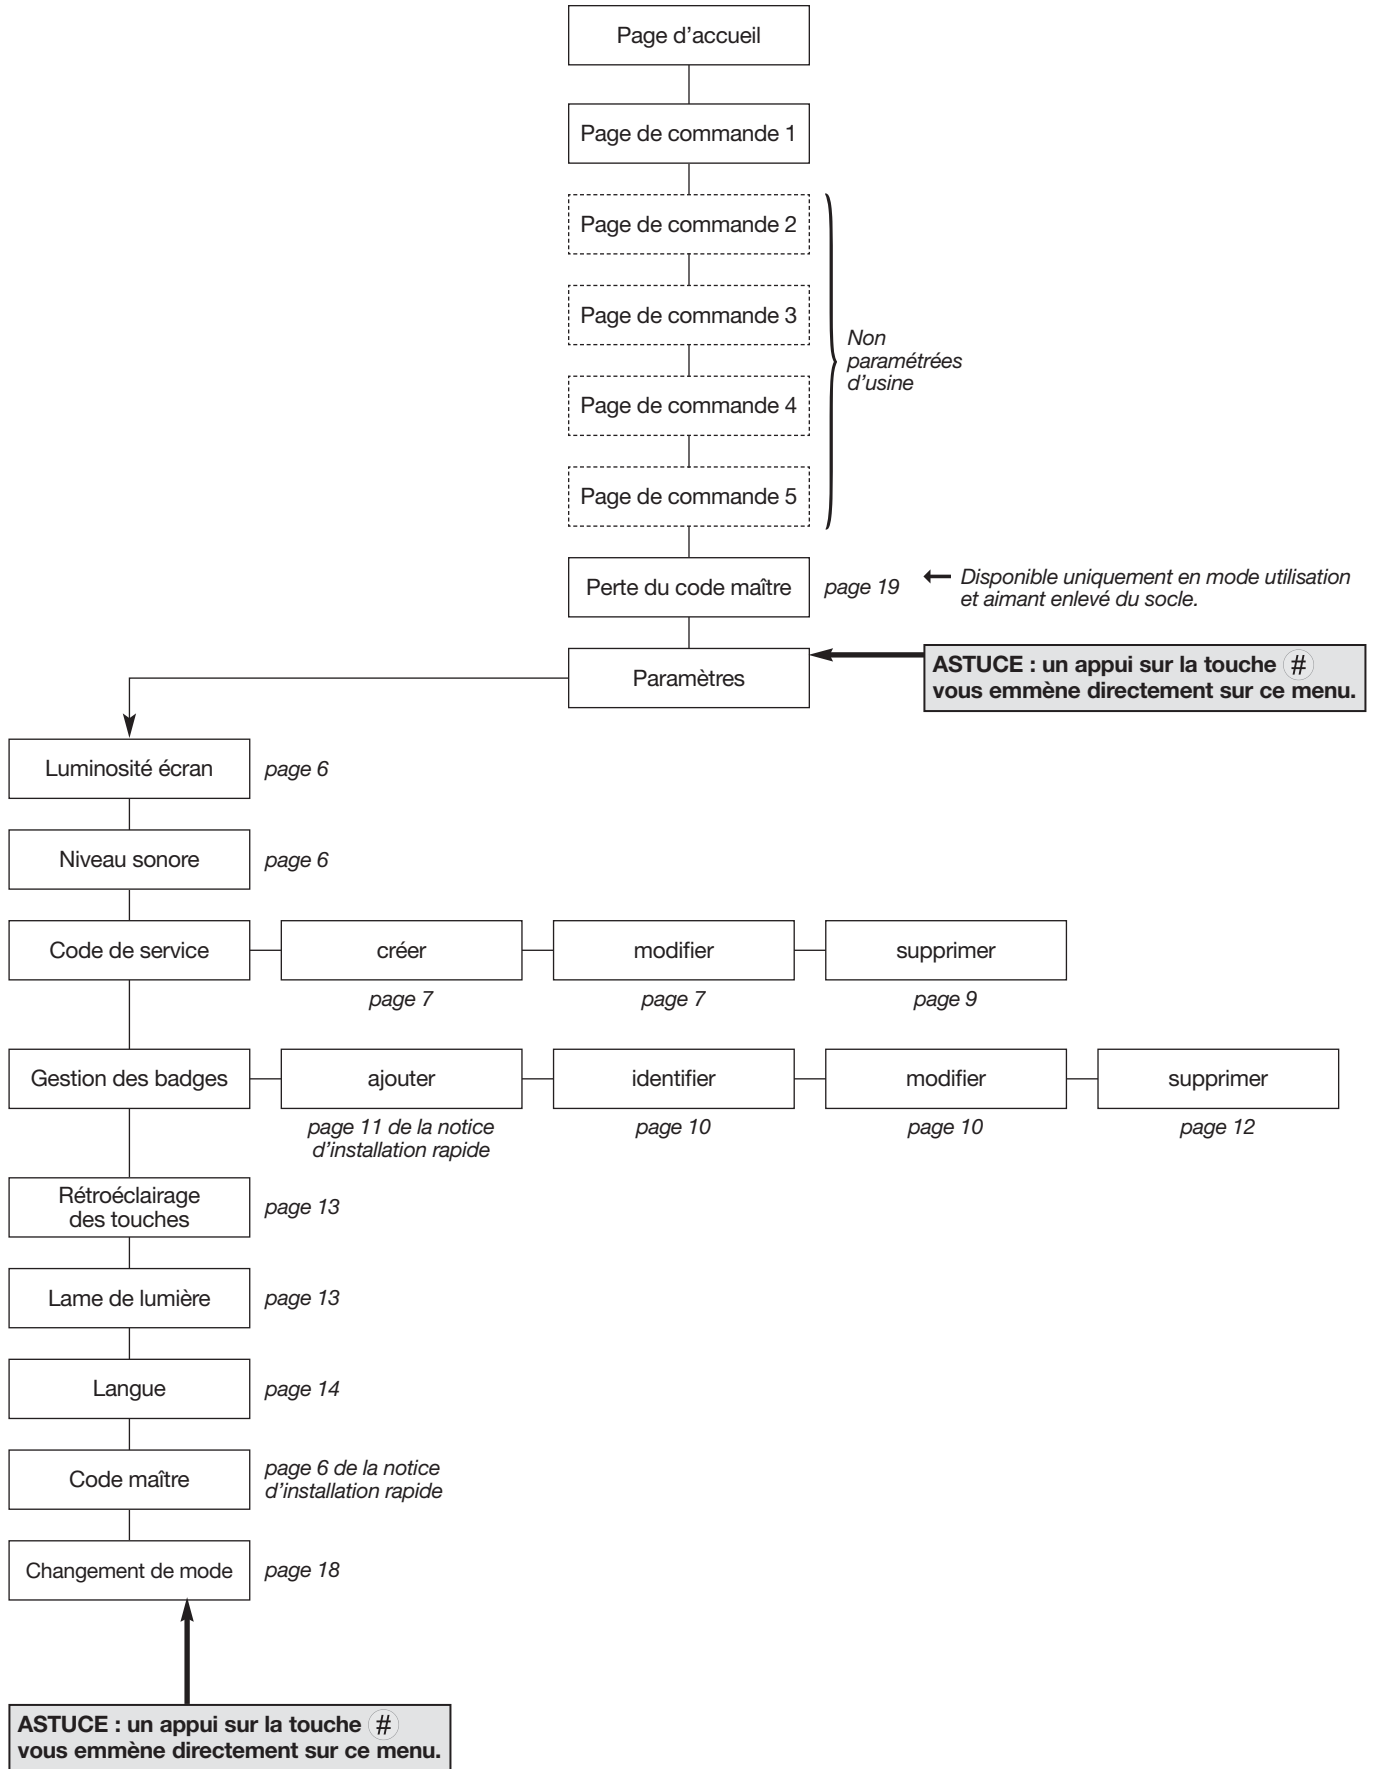 Page d'accueil
Page de commande 1
Page de commande 2
Page de commande 3
Non
paramétrées
d'usine
Page de commande 4
Page de commande 5
Perte du code maître
page 19
Disponible uniquement en mode utilisation
et aimant enlevé du socle.
Paramètres
ASTUCE : un appui sur la touche #
vous emmène directement sur ce menu.
Luminosité écran
page 6
Niveau sonore
page 6
Code de service
créer
modifier
supprimer
page 7
page 7
page 9
Gestion des badges
ajouter
identifier
modifier
supprimer
page 11 de la notice
d'installation rapide
page 10
page 10
page 12
Rétroéclairage
des touches
page 13
Lame de lumière
page 13
Langue
page 14
Code maître
page 6 de la notice
d'installation rapide
Changement de mode
page 18
ASTUCE : un appui sur la touche #
vous emmène directement sur ce menu.